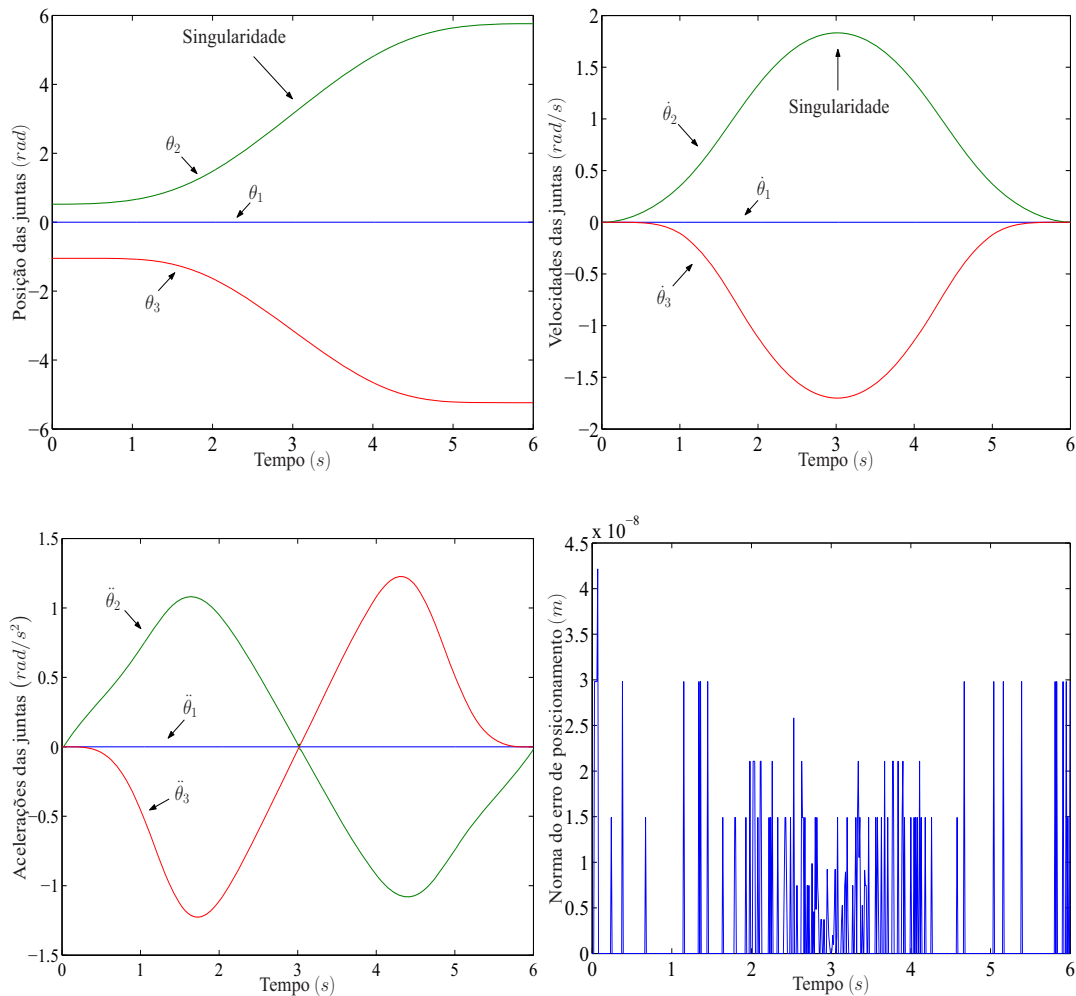 6
4
2
0
−2
−4
−6
Posição das juntas (rad)
Singularidade
θ2
θ1
θ3
0 1 2 3 4 5 6
Tempo (s)
2
1.5
1
0.5
0
−0.5
−1
−1.5
−2
Velocidades das juntas (rad/s)
Singularidade
θ̇2
θ̇1
θ̇3
0 1 2 3 4 5 6
Tempo (s)
1.5
1
0.5
0
−0.5
−1
−1.5
Acelerações das juntas (rad/s²)
θ̈2
θ̈1
θ̈3
0 1 2 3 4 5 6
Tempo (s)
x 10⁻⁸
4.5
4
3.5
3
2.5
2
1.5
1
0.5
0
Norma do erro de posicionamento (m)
0 1 2 3 4 5 6
Tempo (s)